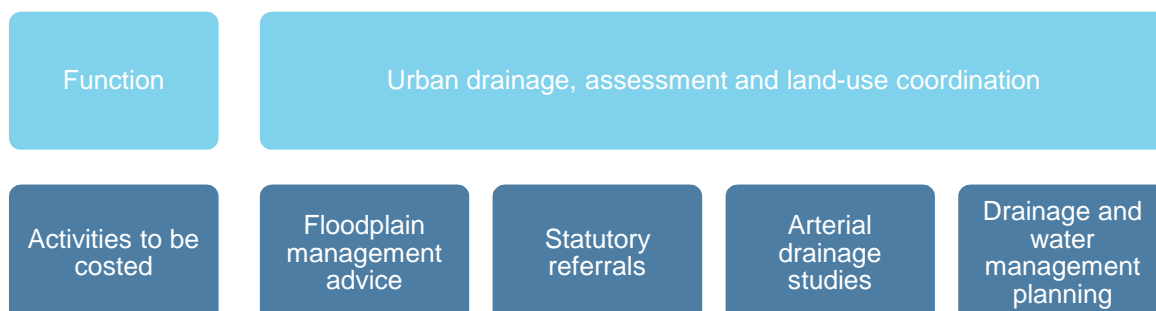 Function
Urban drainage, assessment and land-use coordination
Activities to be
costed
Floodplain
management
advice
Statutory
referrals
Arterial
drainage
studies
Drainage and
water
management
planning